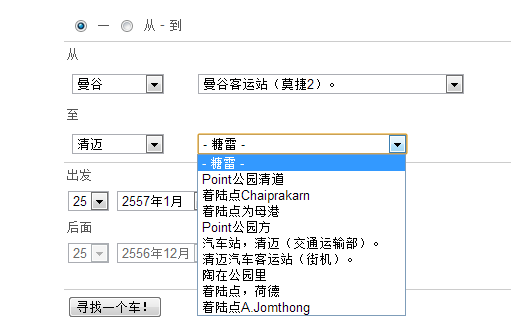 一 从 - 到
从
曼谷 曼谷客运站（莫捷2）。
至
清迈 - 糖雷 -
- 糖雷 -
Point公园清道
着陆点Chaiprakarn
着陆点为母港
Point公园方
汽车站，清迈（交通运输部）。
清迈汽车客运站（街机）。
陶在公园里
着陆点，荷德
着陆点A.Jomthong
出发
25 2557年1月
后面
25 2556年12月
寻找一个车！